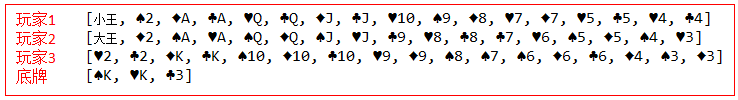 玩家1 [小王, ♠2, ♦A, ♣A, ♥Q, ♣Q, ♦J, ♣J, ♥10, ♠9, ♦8, ♥7, ♦7, ♥5, ♣5, ♥4, ♣4]
玩家2 [大王, ♦2, ♠A, ♥A, ♠Q, ♦Q, ♠J, ♥J, ♣9, ♥8, ♣8, ♣7, ♥6, ♠5, ♦5, ♠4, ♥3]
玩家3 [♥2, ♣2, ♦K, ♣K, ♠10, ♦10, ♣10, ♥9, ♦9, ♠8, ♠7, ♠6, ♦6, ♣6, ♦4, ♠3, ♦3]
底牌 [♠K, ♥K, ♣3]